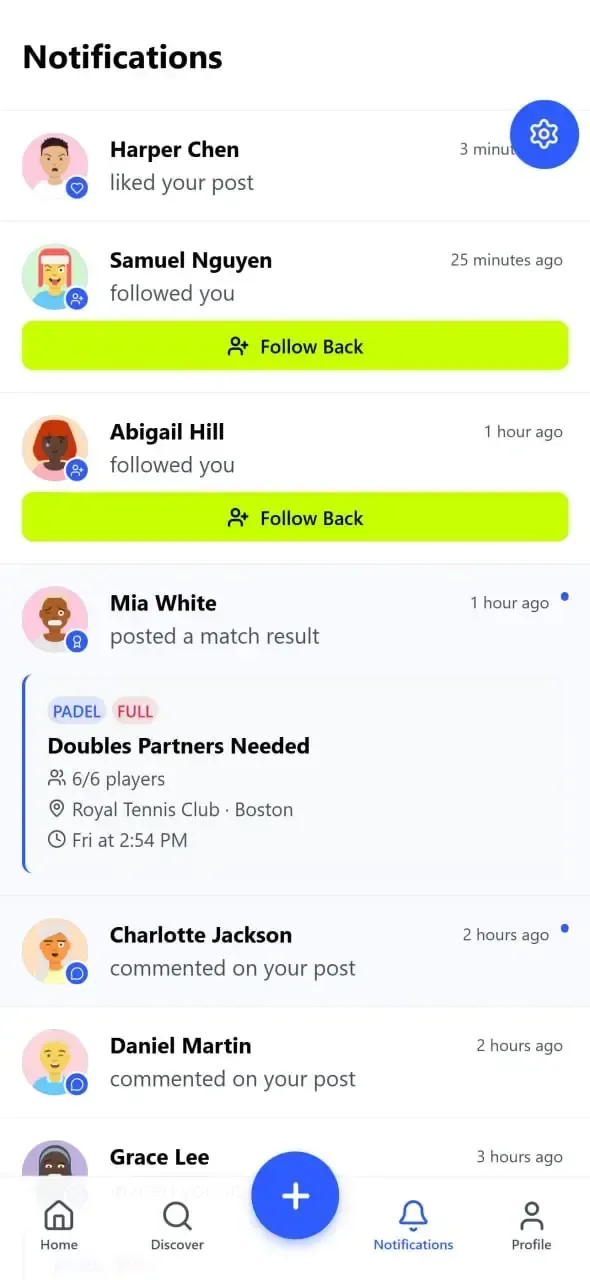 Notifications
Harper Chen
3 minut
liked your post
Samuel Nguyen
25 minutes ago
followed you
Follow Back
Abigail Hill
1 hour ago
followed you
Follow Back
Mia White
1 hour ago
posted a match result
PADEL FULL
Doubles Partners Needed
6/6 players
Royal Tennis Club · Boston
Fri at 2:54 PM
Charlotte Jackson
2 hours ago
commented on your post
Daniel Martin
2 hours ago
commented on your post
Grace Lee
3 hours ago
Home
Discover
Notifications
Profile